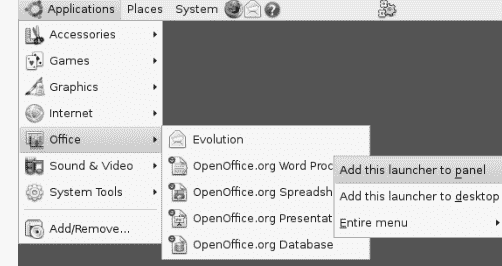 Applications Places System
Accessories
Games
Graphics
Internet
Office
Sound & Video
System Tools
Add/Remove...
Evolution
OpenOffice.org Word Proc
OpenOffice.org Spreadsh
OpenOffice.org Presentat
OpenOffice.org Database
Add this launcher to panel
Add this launcher to desktop
Entire menu